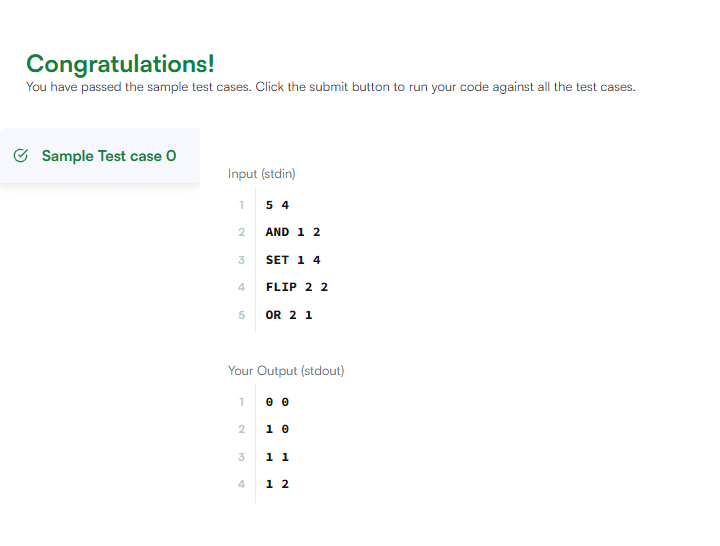 Congratulations!
You have passed the sample test cases. Click the submit button to run your code against all the test cases.
Sample Test case 0
Input (stdin)
1 5 4
2 AND 1 2
3 SET 1 4
4 FLIP 2 2
5 OR 2 1
Your Output (stdout)
1 0 0
2 1 0
3 1 1
4 1 2